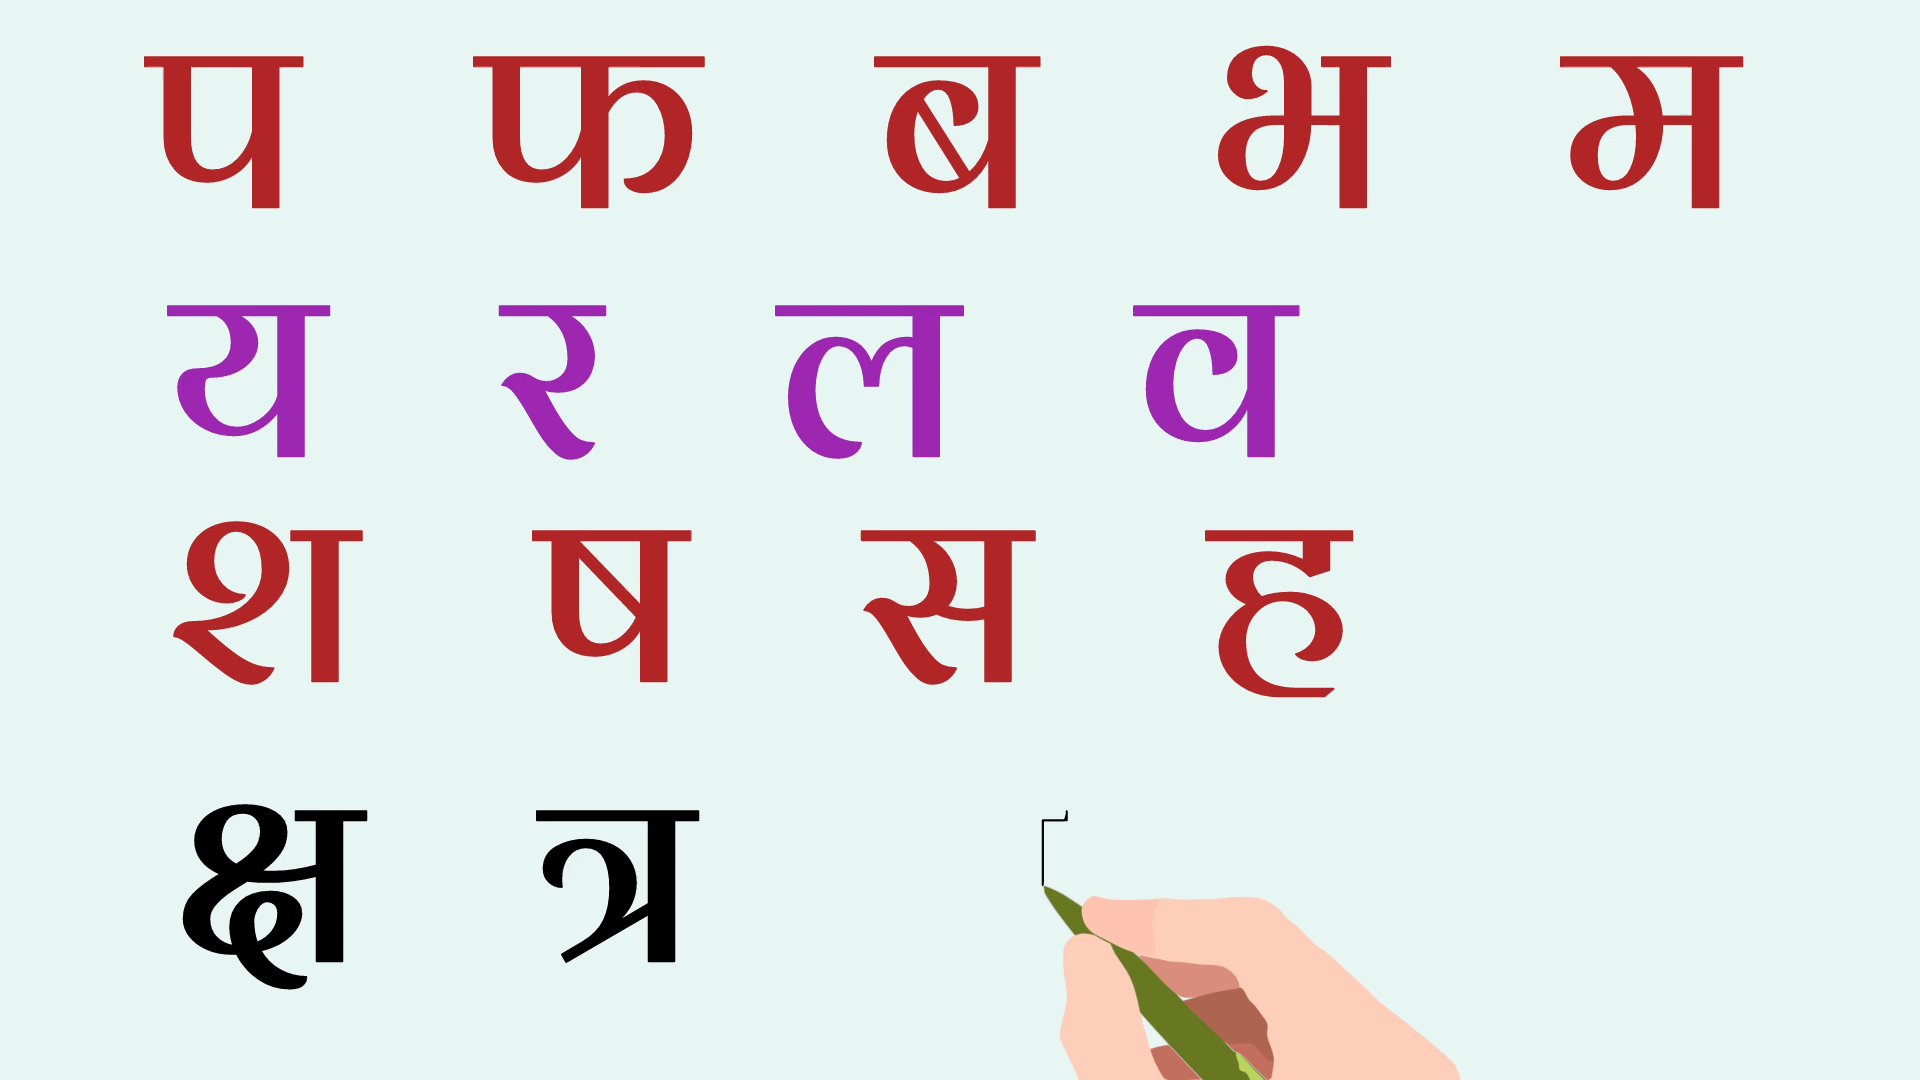 प फ ब भ म
य र ल व
श ष स ह
क्ष त्र